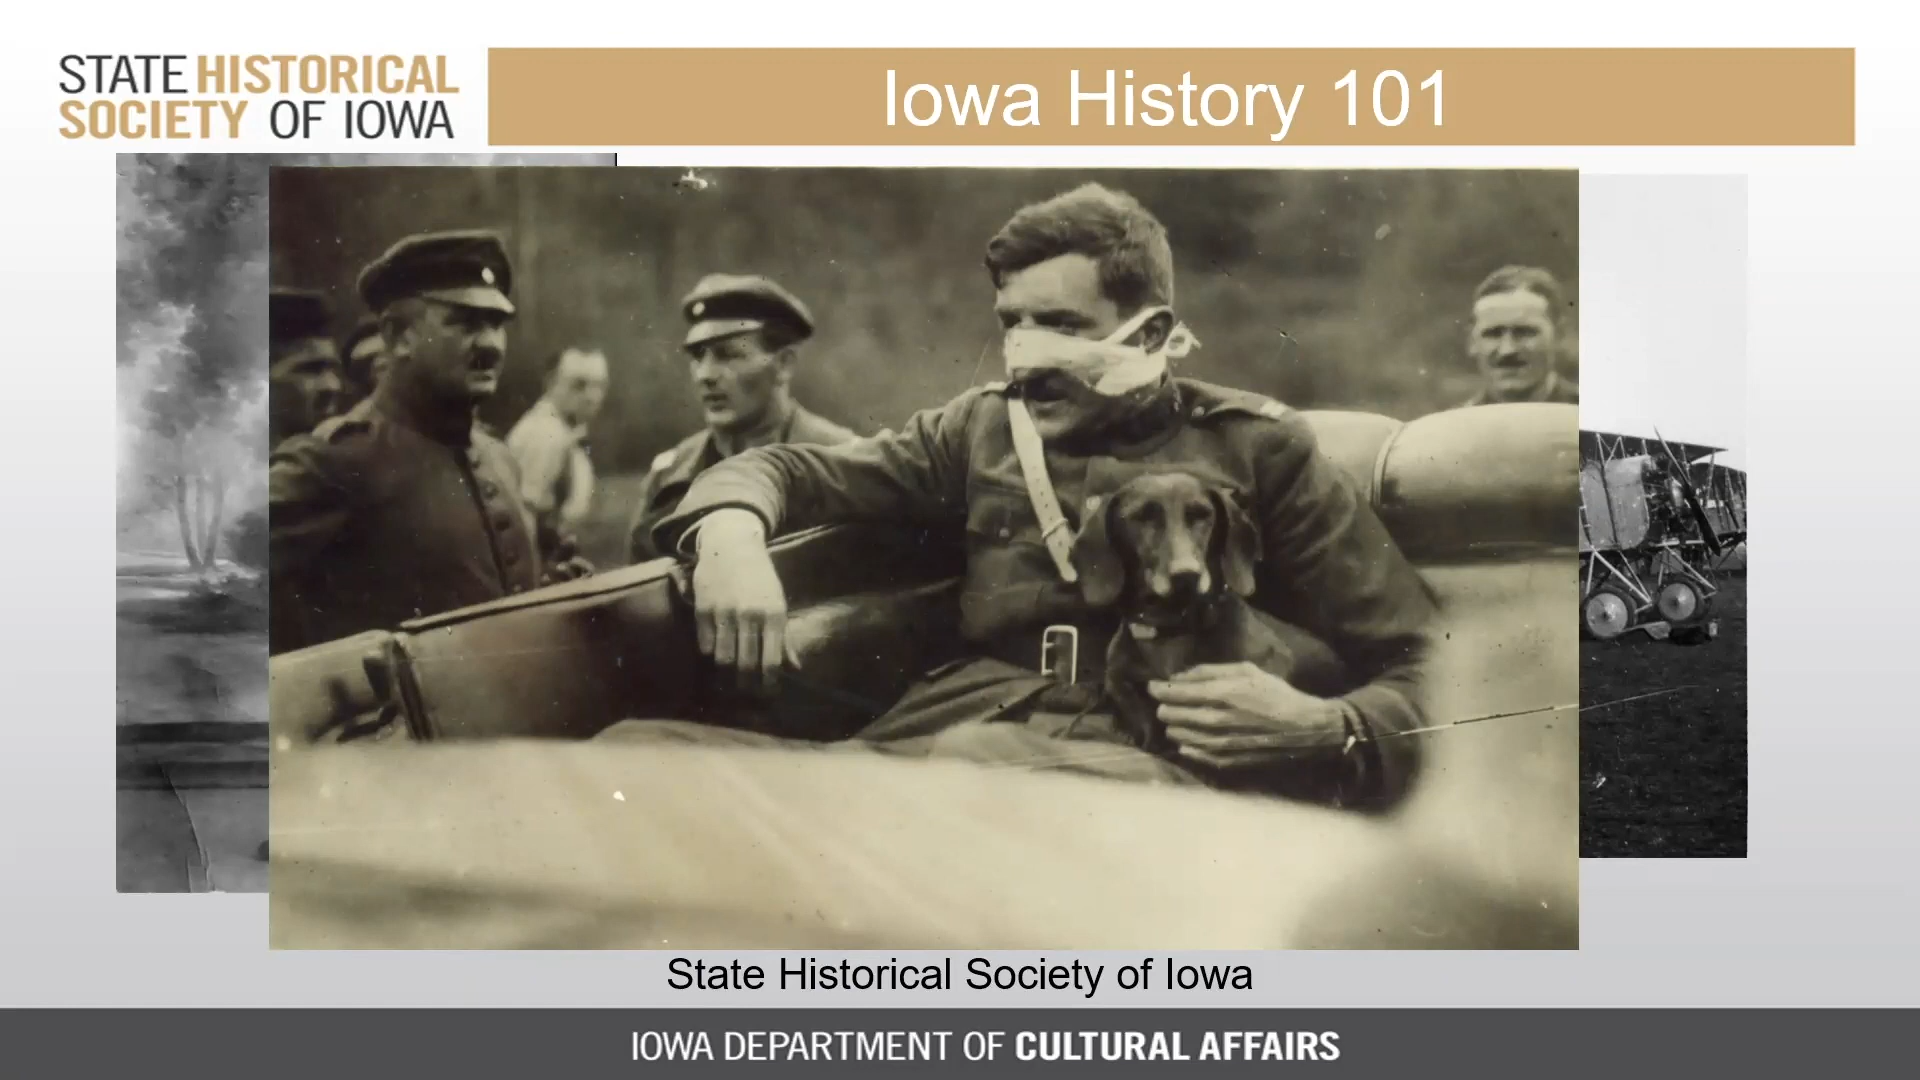 STATE HISTORICAL
SOCIETY OF IOWA
Iowa History 101
State Historical Society of Iowa
IOWA DEPARTMENT OF CULTURAL AFFAIRS